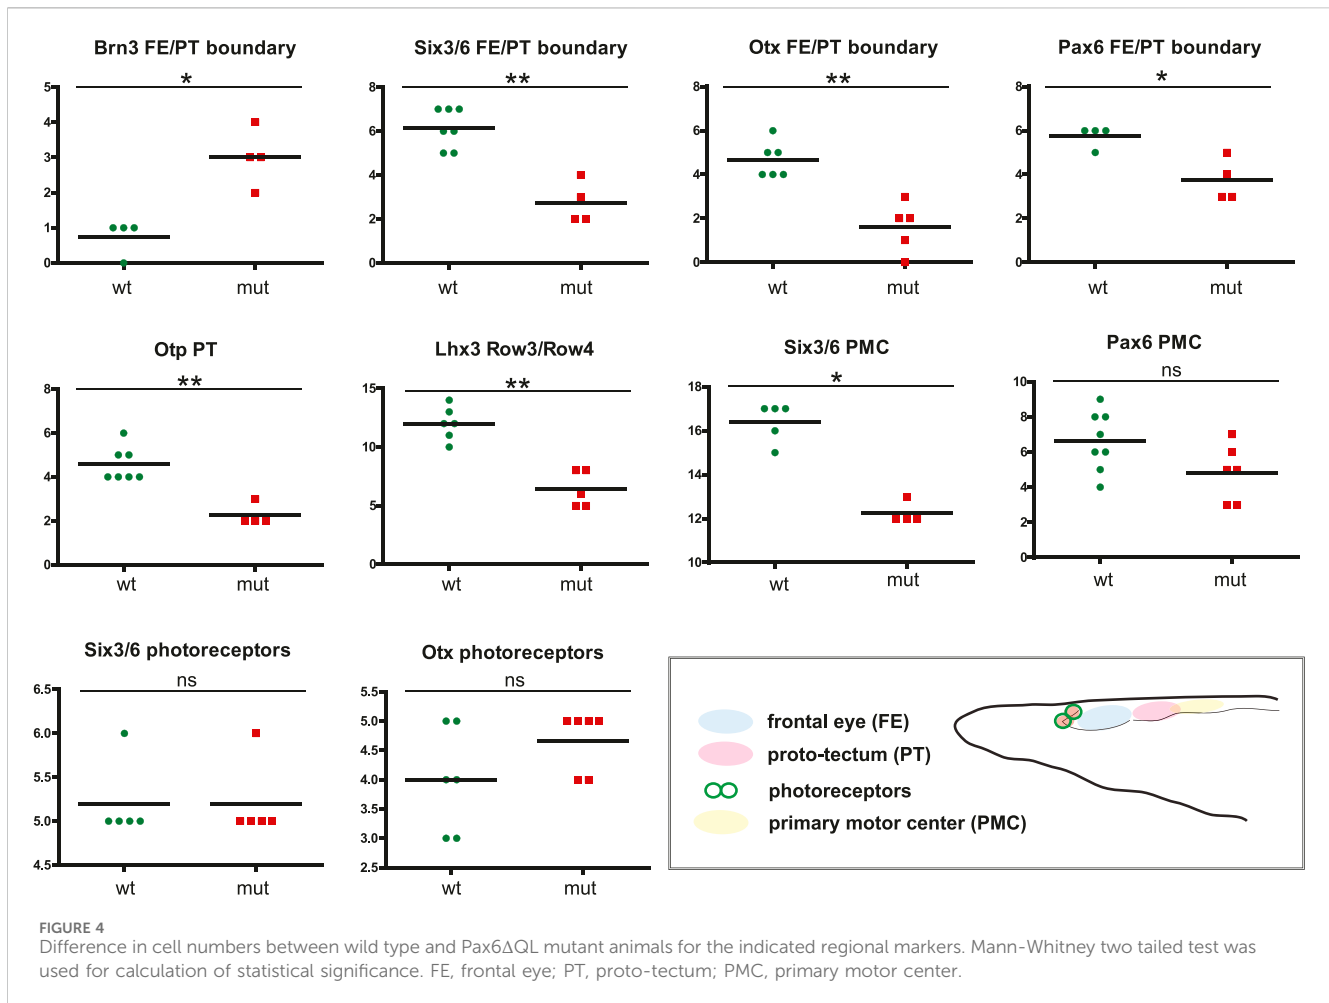 Brn3 FE/PT boundary
*
5
4
3
2
1
0
wt
mut
Six3/6 FE/PT boundary
**
8
6
4
2
0
wt
mut
Otx FE/PT boundary
**
8
6
4
2
0
wt
mut
Pax6 FE/PT boundary
*
8
6
4
2
0
wt
mut
Otp PT
**
8
6
4
2
0
wt
mut
Lhx3 Row3/Row4
**
15
10
5
0
wt
mut
Six3/6 PMC
*
18
16
14
12
10
wt
mut
Pax6 PMC
ns
10
8
6
4
2
0
wt
mut
Six3/6 photoreceptors
ns
6.5
6.0
5.5
5.0
4.5
wt
mut
Otx photoreceptors
ns
5.5
5.0
4.5
4.0
3.5
3.0
2.5
wt
mut
frontal eye (FE)
proto-tectum (PT)
photoreceptors
primary motor center (PMC)
FIGURE 4
Difference in cell numbers between wild type and Pax6ΔQL mutant animals for the indicated regional markers. Mann-Whitney two tailed test was
used for calculation of statistical significance. FE, frontal eye; PT, proto-tectum; PMC, primary motor center.